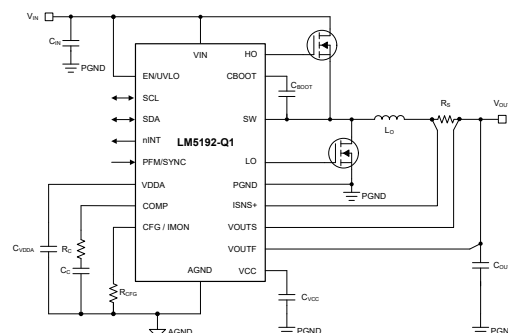 VIN
CIN
PGND
VIN
HO
EN/UVLO
CBOOT
CBOOT
SCL
SDA
SW
RS
VOUT
LO
nINT
LM5192-Q1
PFM/SYNC
LO
VDDA
PGND
PGND
COMP
ISNS+
CFG / IMON
VOUTS
VOUTF
CVDDA
RC
CC
RCFG
AGND
VCC
CVCC
COU
AGND
PGND
PGN